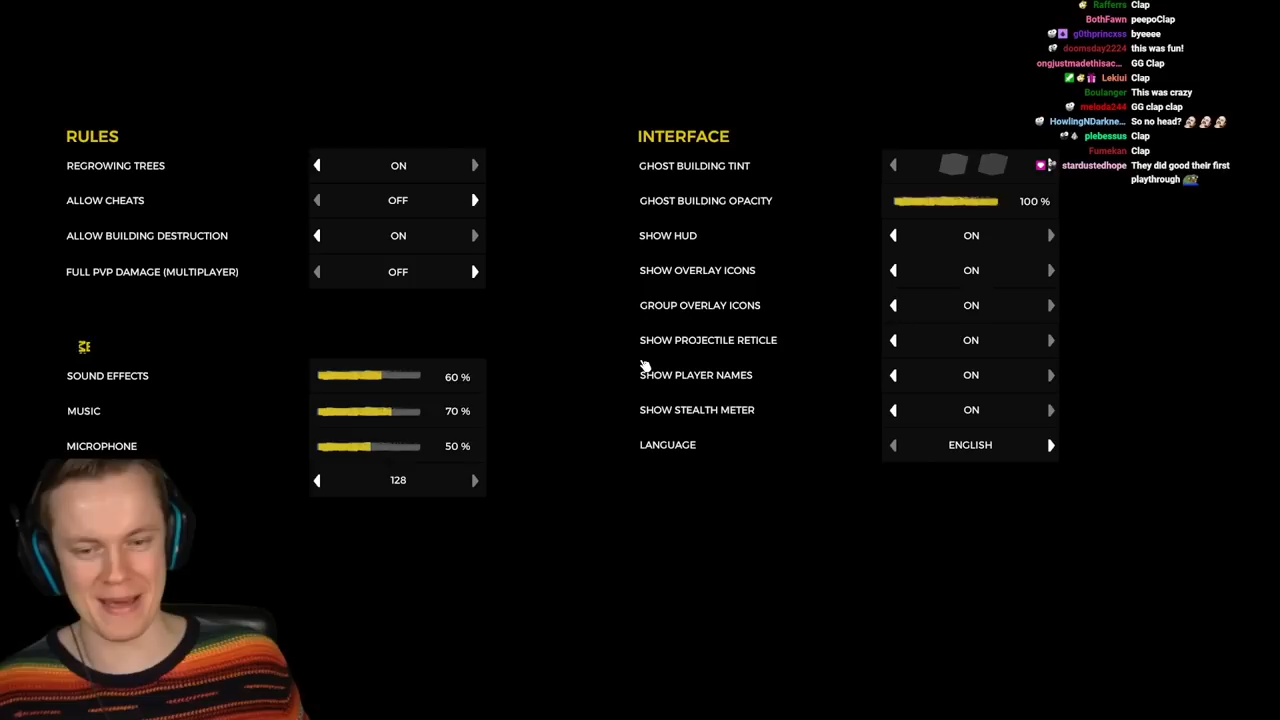 Rafferrs Clap
BothFawn peepoClap
g0thprincxss byeeee
doomsday2224 this was fun!
ongjustmadethisac... GG Clap
Lekiui Clap
Boulanger This was crazy
meloda244 GG clap clap
HowlingNDarkne... So no head?
plebessus Clap
Fumekan Clap
stardustedhope They did good their first
playthrough
RULES
REGROWING TREES ON
ALLOW CHEATS OFF
ALLOW BUILDING DESTRUCTION ON
FULL PVP DAMAGE (MULTIPLAYER) OFF
SOUND EFFECTS 60 %
MUSIC 70 %
MICROPHONE 50 %
128
INTERFACE
GHOST BUILDING TINT
GHOST BUILDING OPACITY 100 %
SHOW HUD ON
SHOW OVERLAY ICONS ON
GROUP OVERLAY ICONS ON
SHOW PROJECTILE RETICLE ON
SHOW PLAYER NAMES ON
SHOW STEALTH METER ON
LANGUAGE ENGLISH